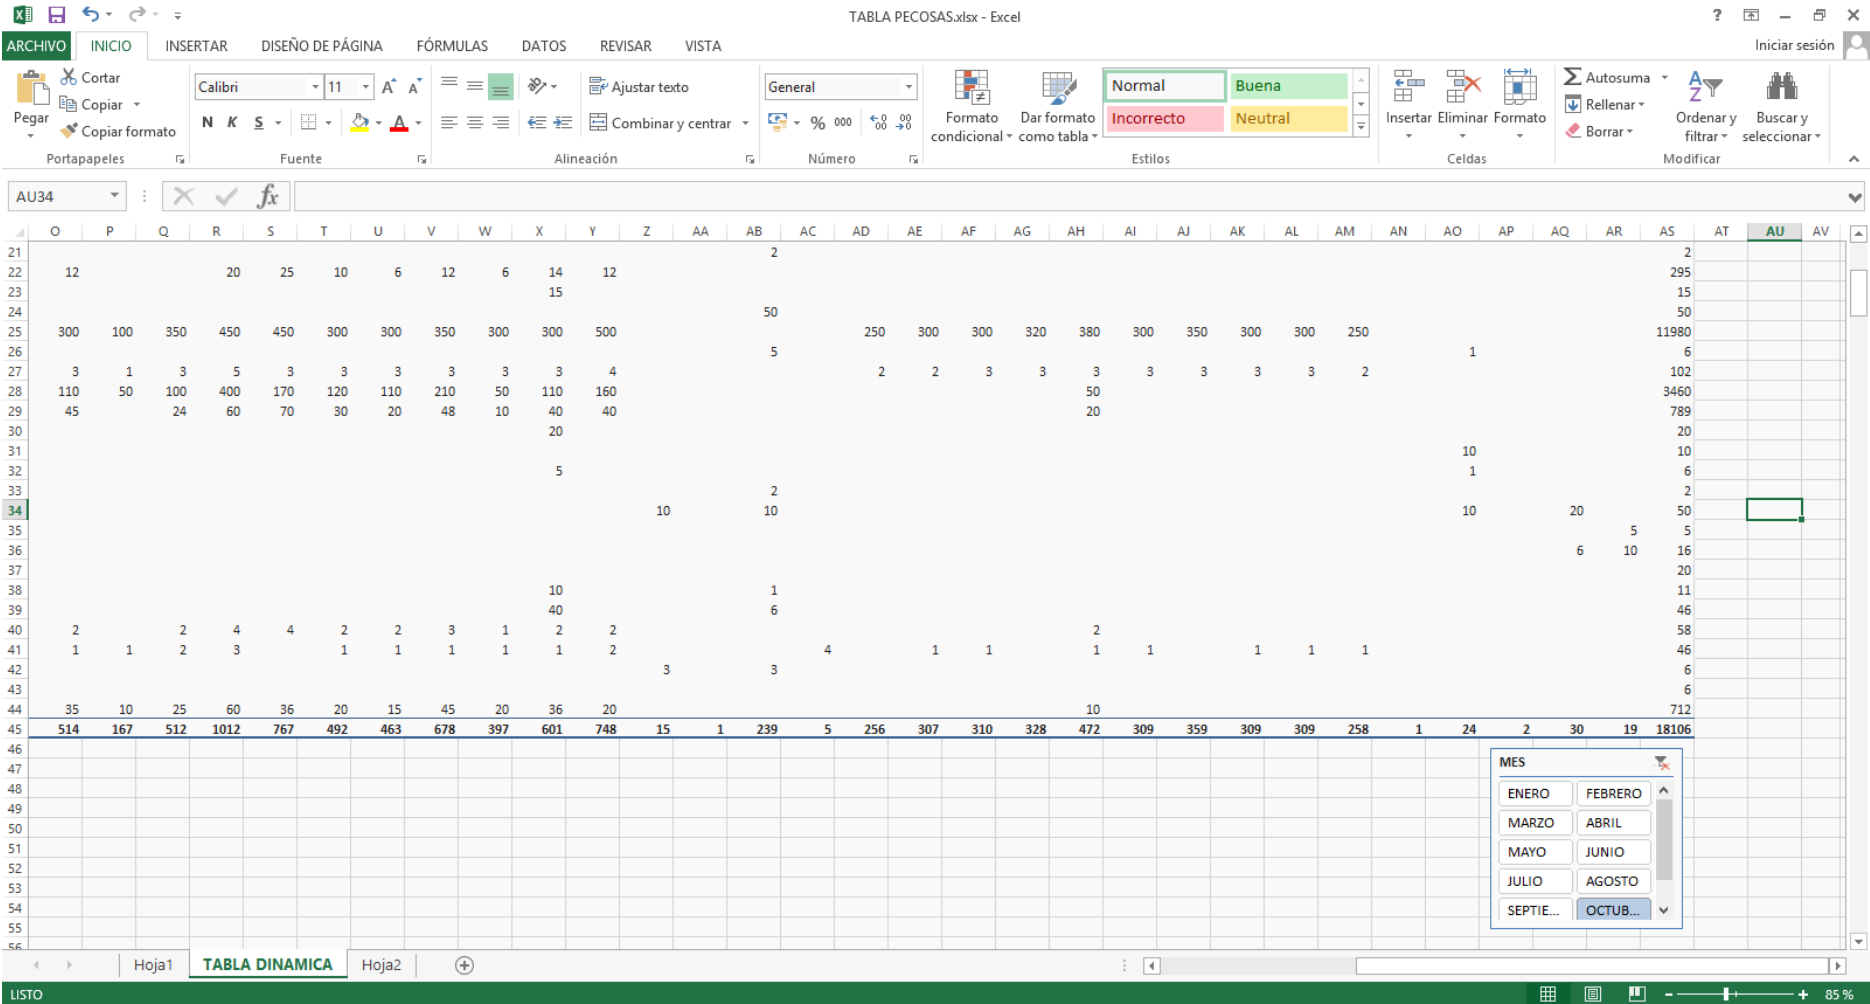 TABLA PECOSAS.xlsx - Excel
?
ARCHIVO INICIO INSERTAR DISEÑO DE PÁGINA FÓRMULAS DATOS REVISAR VISTA Iniciar sesión
Pegar
Cortar
Copiar
Copiar formato
Portapapeles
Calibri 11
N K S
Fuente
Ajustar texto
Combinar y centrar
Alineación
General
% 000
Número
Formato condicional
Dar formato como tabla
Normal Buena
Incorrecto Neutral
Estilos
Insertar Eliminar Formato
Celdas
Autosuma
Rellenar
Borrar
Ordenar y filtrar
Buscar y seleccionar
Modificar
AU34 fx
O P Q R S T U V W X Y Z AA AB AC AD AE AF AG AH AI AJ AK AL AM AN AO AP AQ AR AS AT AU AV
21 2 2
22 12 20 25 10 6 12 6 14 12 295
23 15 15
24 50 50
25 300 100 350 450 450 300 300 350 300 300 500 250 300 300 320 380 300 350 300 300 250 11980
26 5 1 6
27 3 1 3 5 3 3 3 3 3 3 4 2 2 3 3 3 3 3 3 3 2 102
28 110 50 100 400 170 120 110 210 50 110 160 50 3460
29 45 24 60 70 30 20 48 10 40 40 20 789
30 20 20
31 10 10
32 5 1 6
33 2 2
34 10 10 10 20 50
35 5 5
36 6 10 16
37 20
38 10 1 11
39 40 6 46
40 2 2 4 4 2 2 3 1 2 2 2 58
41 1 1 2 3 1 1 1 1 1 2 4 1 1 1 1 1 1 1 46
42 3 3 6
43 6
44 35 10 25 60 36 20 15 45 20 36 20 10 712
45 514 167 512 1012 767 492 463 678 397 601 748 15 1 239 5 256 307 310 328 472 309 359 309 309 258 1 24 2 30 19 18106
46
47
48
49
50
51
52
53
54
55
56
MES
ENERO FEBRERO
MARZO ABRIL
MAYO JUNIO
JULIO AGOSTO
SEPTIE... OCTUB...
Hoja1 TABLA DINAMICA Hoja2
LISTO 85 %